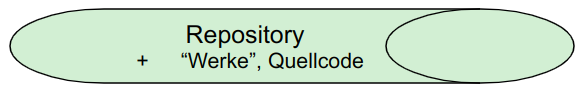 Repository
+ “Werke”, Quellcode